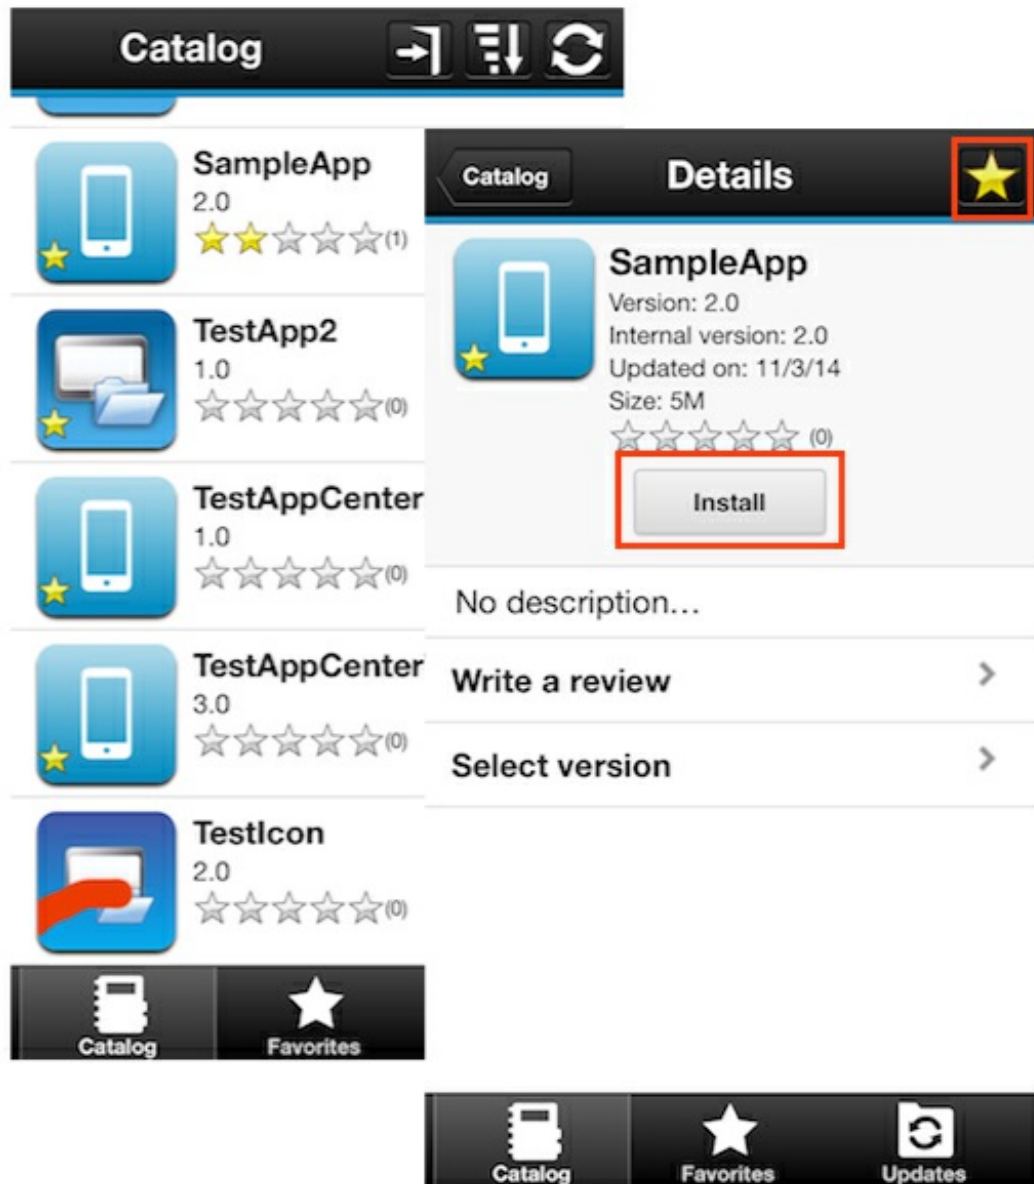 Catalog
SampleApp
2.0
(1)
TestApp2
1.0
(0)
TestAppCenter
1.0
(0)
TestAppCenter
3.0
(0)
TestIcon
2.0
(0)
Catalog
Favorites
Catalog
Details
SampleApp
Version: 2.0
Internal version: 2.0
Updated on: 11/3/14
Size: 5M
(0)
Install
No description...
Write a review
Select version
Catalog
Favorites
Updates